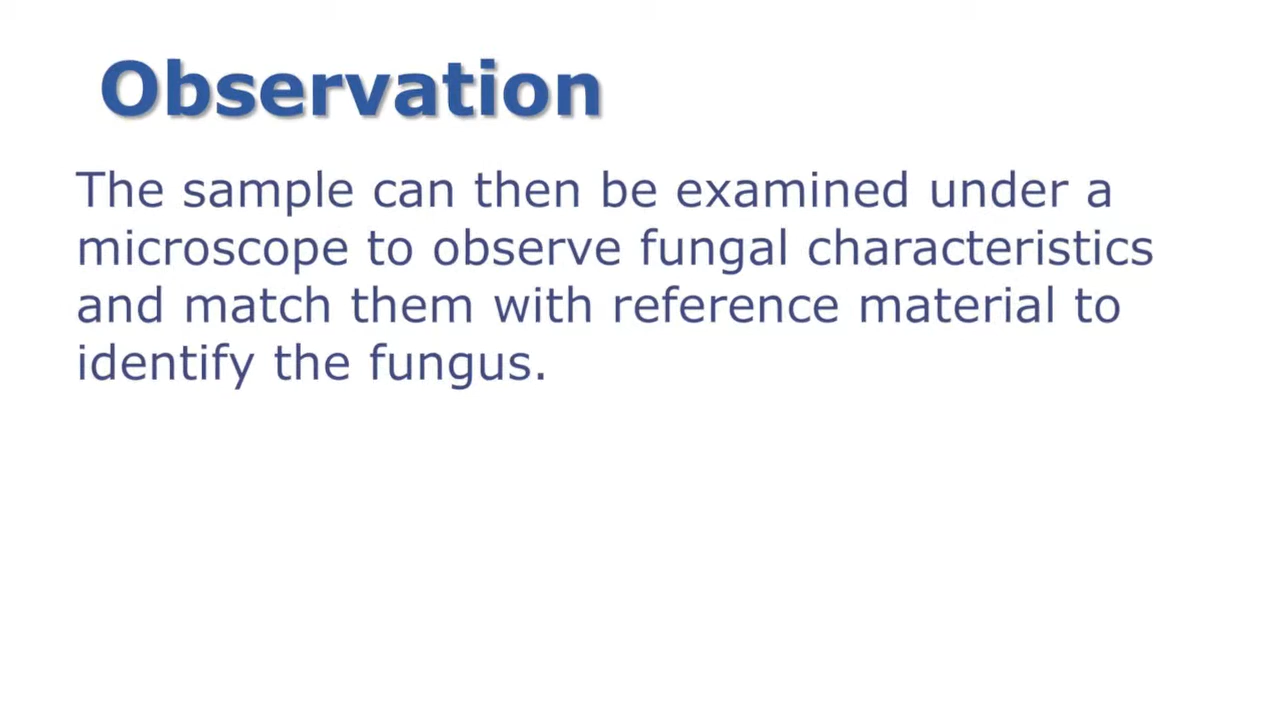 Observation
The sample can then be examined under a
microscope to observe fungal characteristics
and match them with reference material to
identify the fungus.